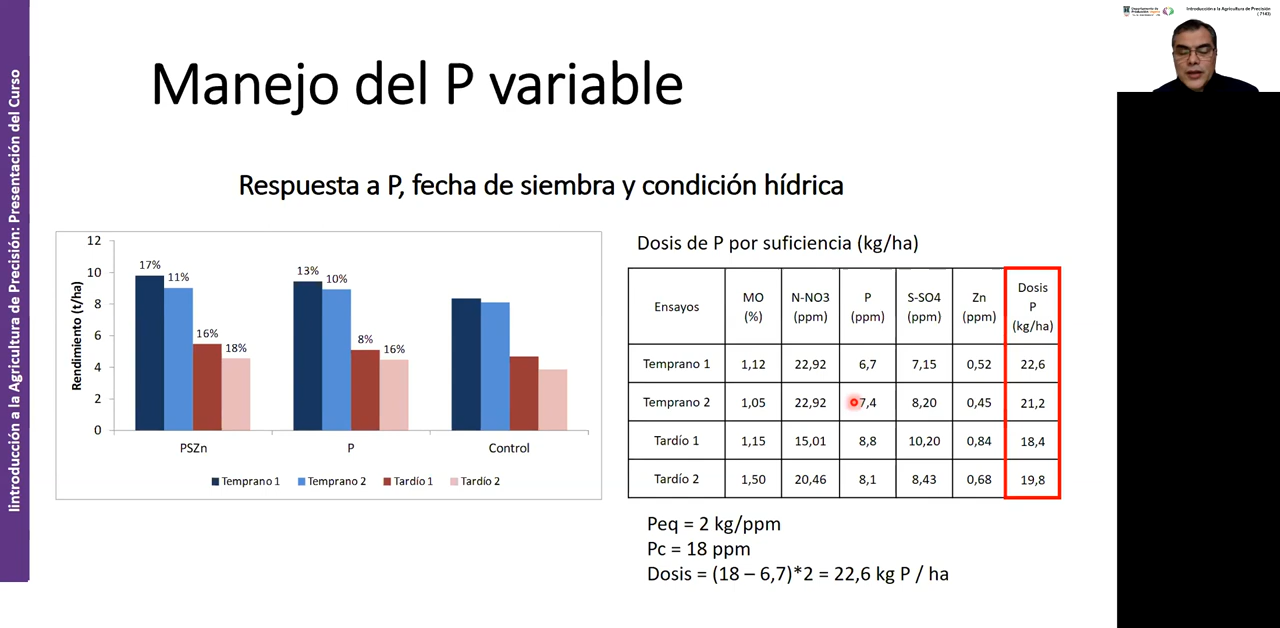 Introducción a la Agricultura de Precisión
( 7143)
Iintroducción a la Agricultura de Precisión: Presentación del Curso
Manejo del P variable
Respuesta a P, fecha de siembra y condición hídrica
Rendimiento (t/ha)
12
10
8
6
4
2
0
17%
11%
16%
18%
13%
10%
8%
16%
PSZn
P
Control
Temprano 1
Temprano 2
Tardío 1
Tardío 2
Dosis de P por suficiencia (kg/ha)
Ensayos MO (%) N-NO3 (ppm) P (ppm) S-SO4 (ppm) Zn (ppm) Dosis P (kg/ha)
Temprano 1 1,12 22,92 6,7 7,15 0,52 22,6
Temprano 2 1,05 22,92 7,4 8,20 0,45 21,2
Tardío 1 1,15 15,01 8,8 10,20 0,84 18,4
Tardío 2 1,50 20,46 8,1 8,43 0,68 19,8
Peq = 2 kg/ppm
Pc = 18 ppm
Dosis = (18 – 6,7)*2 = 22,6 kg P / ha